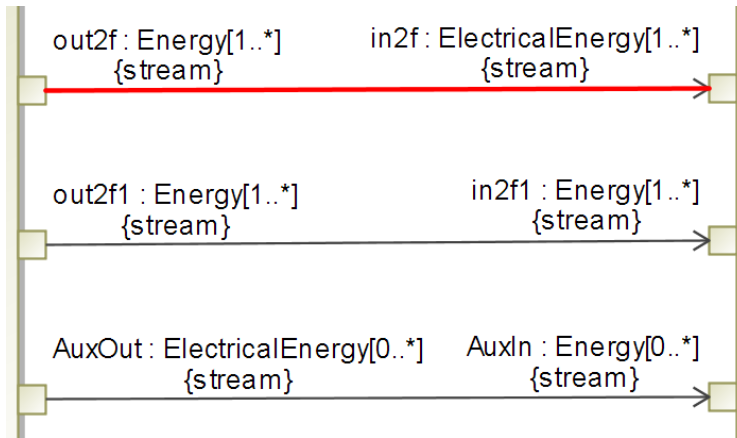 out2f : Energy[1..*] in2f : ElectricalEnergy[1..*]
{stream} {stream}
out2f1 : Energy[1..*] in2f1 : Energy[1..*]
{stream} {stream}
AuxOut : ElectricalEnergy[0..*] AuxIn : Energy[0..*]
{stream} {stream}